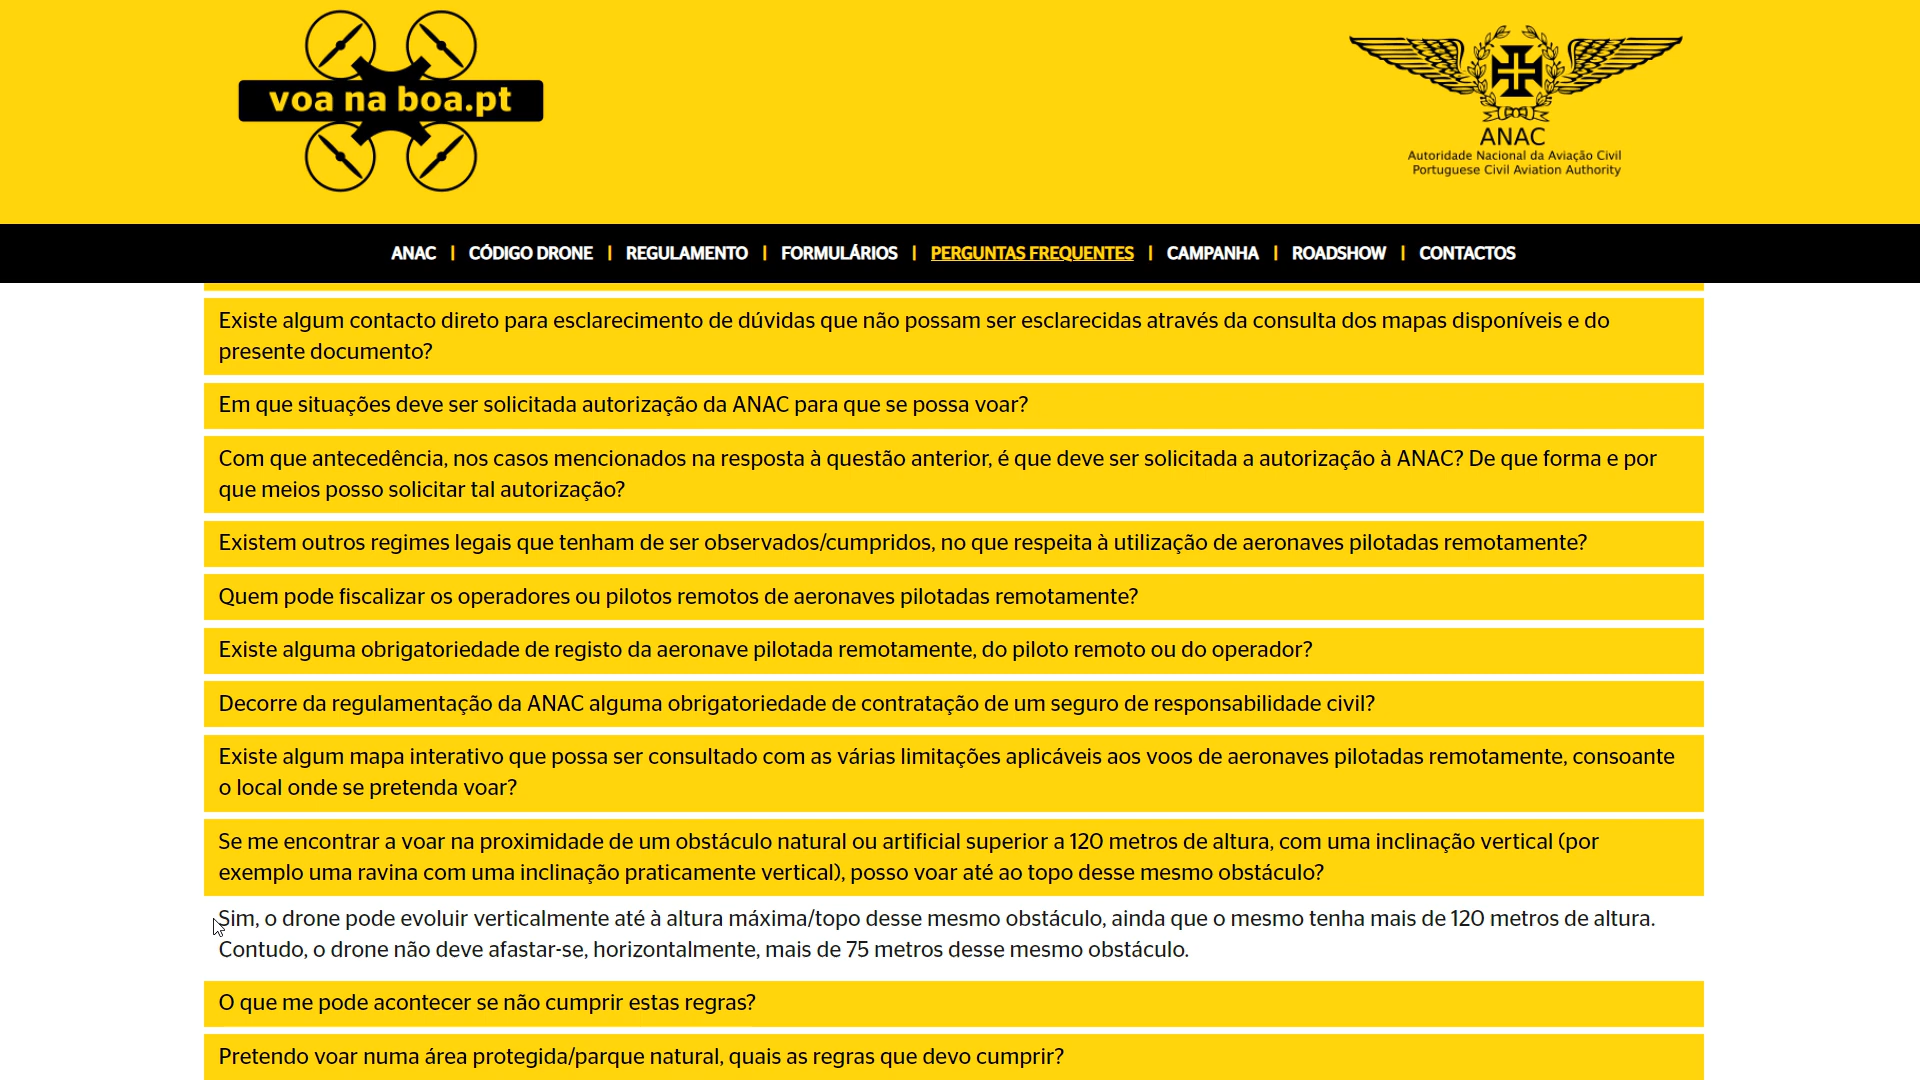 voa na boa.pt
ANAC
Autoridade Nacional da Aviação Civil
Portuguese Civil Aviation Authority
ANAC | CÓDIGO DRONE | REGULAMENTO | FORMULÁRIOS | PERGUNTAS FREQUENTES | CAMPANHA | ROADSHOW | CONTACTOS
Existe algum contacto direto para esclarecimento de dúvidas que não possam ser esclarecidas através da consulta dos mapas disponíveis e do
presente documento?
Em que situações deve ser solicitada autorização da ANAC para que se possa voar?
Com que antecedência, nos casos mencionados na resposta à questão anterior, é que deve ser solicitada a autorização à ANAC? De que forma e por
que meios posso solicitar tal autorização?
Existem outros regimes legais que tenham de ser observados/cumpridos, no que respeita à utilização de aeronaves pilotadas remotamente?
Quem pode fiscalizar os operadores ou pilotos remotos de aeronaves pilotadas remotamente?
Existe alguma obrigatoriedade de registo da aeronave pilotada remotamente, do piloto remoto ou do operador?
Decorre da regulamentação da ANAC alguma obrigatoriedade de contratação de um seguro de responsabilidade civil?
Existe algum mapa interativo que possa ser consultado com as várias limitações aplicáveis aos voos de aeronaves pilotadas remotamente, consoante
o local onde se pretenda voar?
Se me encontrar a voar na proximidade de um obstáculo natural ou artificial superior a 120 metros de altura, com uma inclinação vertical (por
exemplo uma ravina com uma inclinação praticamente vertical), posso voar até ao topo desse mesmo obstáculo?
Sim, o drone pode evoluir verticalmente até à altura máxima/topo desse mesmo obstáculo, ainda que o mesmo tenha mais de 120 metros de altura.
Contudo, o drone não deve afastar-se, horizontalmente, mais de 75 metros desse mesmo obstáculo.
O que me pode acontecer se não cumprir estas regras?
Pretendo voar numa área protegida/parque natural, quais as regras que devo cumprir?